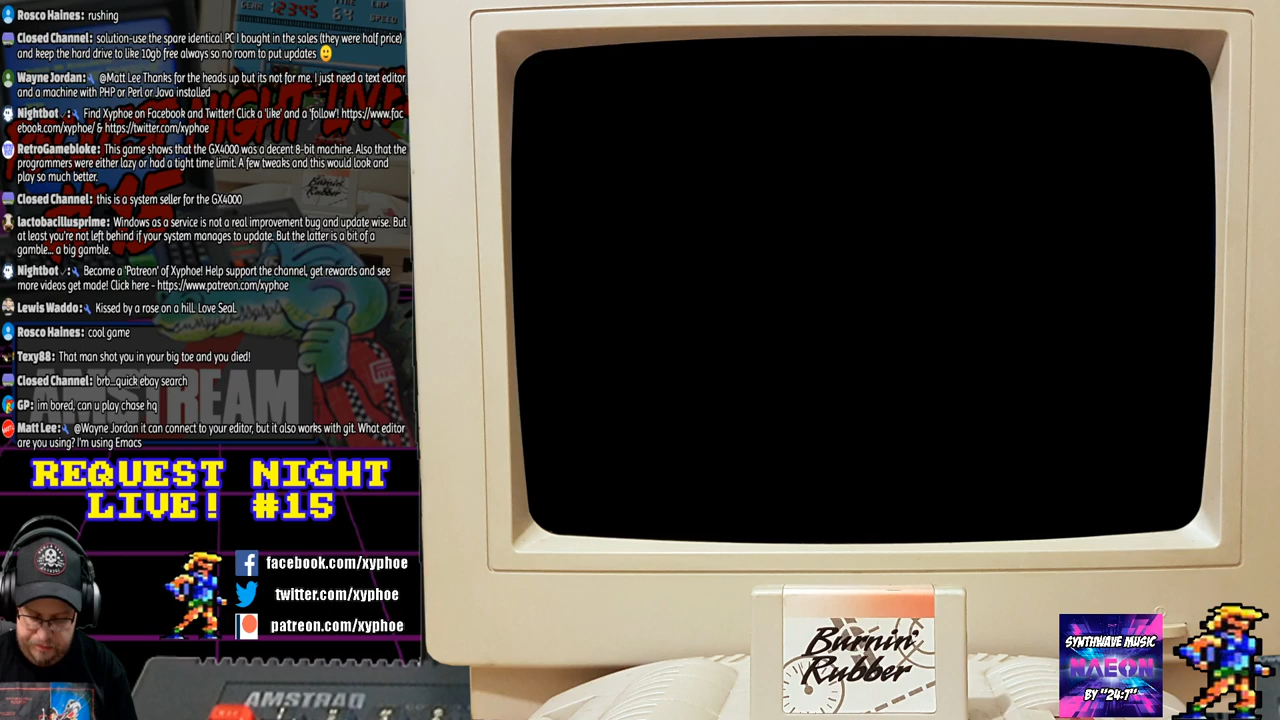 Rosco Haines: rushing
Closed Channel: solution-use the spare identical PC I bought in the sales (they were half price)
and keep the hard drive to like 10gb free always so no room to put updates 🙂
Wayne Jordan: @Matt Lee Thanks for the heads up but its not for me. I just need a text editor
and a machine with PHP or Perl or Java installed
Nightbot: Find Xyphoe on Facebook and Twitter! Click a 'like' and a 'follow'! https://www.fac
ebook.com/xyphoe/ & https://twitter.com/xyphoe
RetroGamebloke: This game shows that the GX4000 was a decent 8-bit machine. Also that the
programmers were either lazy or had a tight time limit. A few tweaks and this would look and
play so much better.
Closed Channel: this is a system seller for the GX4000
lactobacillusprime: Windows as a service is not a real improvement bug and update wise. But
at least you're not left behind if your system manages to update. But the latter is a bit of a
gamble... a big gamble.
Nightbot: Become a 'Patreon' of Xyphoe! Help support the channel, get rewards and see
more videos get made! Click here - https://www.patreon.com/xyphoe
Lewis Waddo: Kissed by a rose on a hill. Love Seal.
Rosco Haines: cool game
Texy88: That man shot you in your big toe and you died!
Closed Channel: brb...quick ebay search
GP: im bored, can u play chase hq
Matt Lee: @Wayne Jordan it can connect to your editor, but it also works with git. What editor
are you using? I'm using Emacs
AMSTREAM
REQUEST NIGHT
LIVE! #15
facebook.com/xyphoe
twitter.com/xyphoe
patreon.com/xyphoe
AMSTRAD
Burnin'
Rubber
SYNTHWAVE MUSIC
HAEON
BY "24:7"